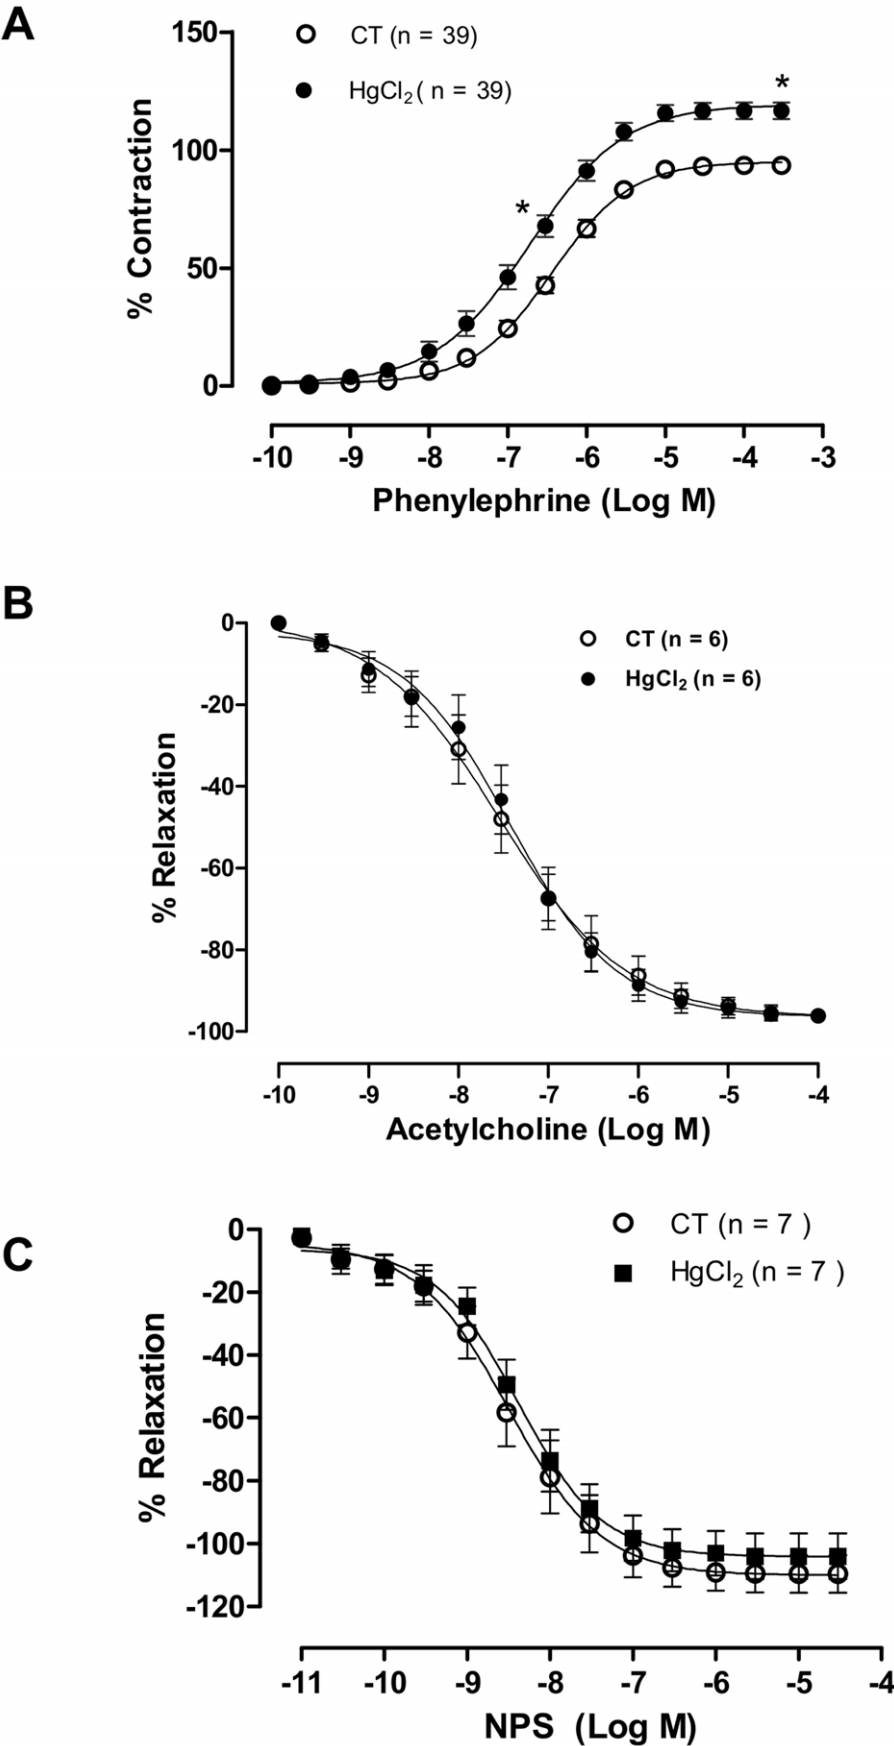 A
150
100
50
0
% Contraction
CT (n = 39)
HgCl2 ( n = 39)
*
*
-10 -9 -8 -7 -6 -5 -4 -3
Phenylephrine (Log M)
B
0
-20
-40
-60
-80
-100
% Relaxation
CT (n = 6)
HgCl2 (n = 6)
-10 -9 -8 -7 -6 -5 -4
Acetylcholine (Log M)
C
0
-20
-40
-60
-80
-100
-120
% Relaxation
CT (n = 7 )
HgCl2 (n = 7 )
-11 -10 -9 -8 -7 -6 -5 -4
NPS (Log M)